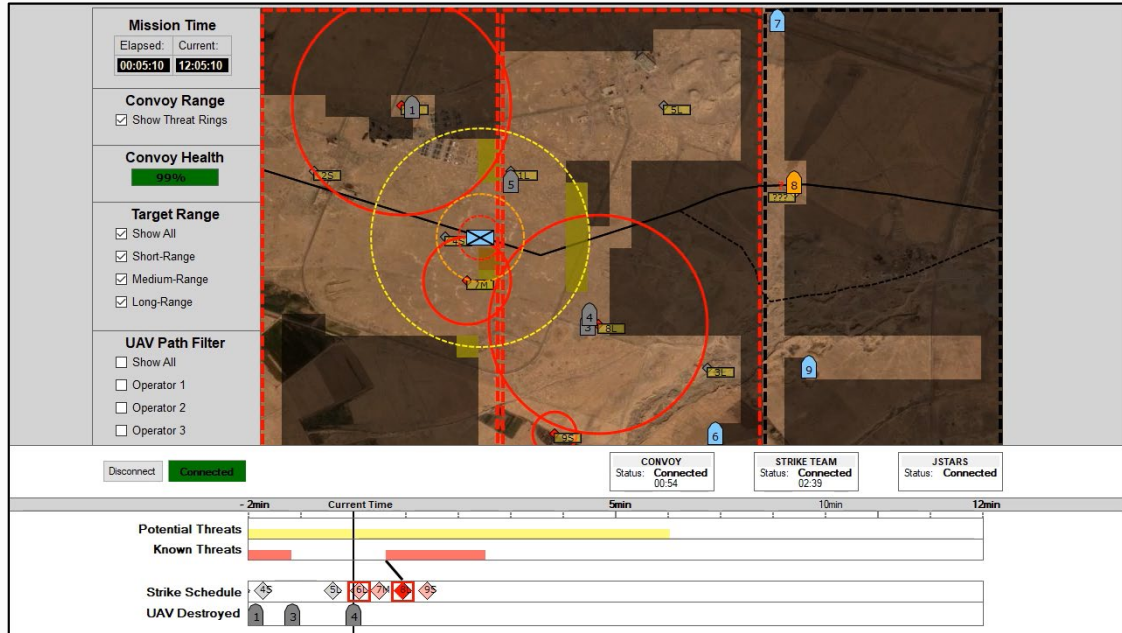 Mission Time
Elapsed: Current:
00:05:10 12:05:10
Convoy Range
Show Threat Rings
Convoy Health
99%
Target Range
Show All
Short-Range
Medium-Range
Long-Range
UAV Path Filter
Show All
Operator 1
Operator 2
Operator 3
7
1
5L
2S
5
1L
8
???
4S
7M
4
3
8L
9
3L
9S
6
Disconnect
Connected
CONVOY
Status: Connected
00:54
STRIKE TEAM
Status: Connected
02:39
JSTARS
Status: Connected
- 2min Current Time 5min 10min 12min
Potential Threats
Known Threats
Strike Schedule 4S 5L 6L 7M 8L 9S
UAV Destroyed 1 3 4